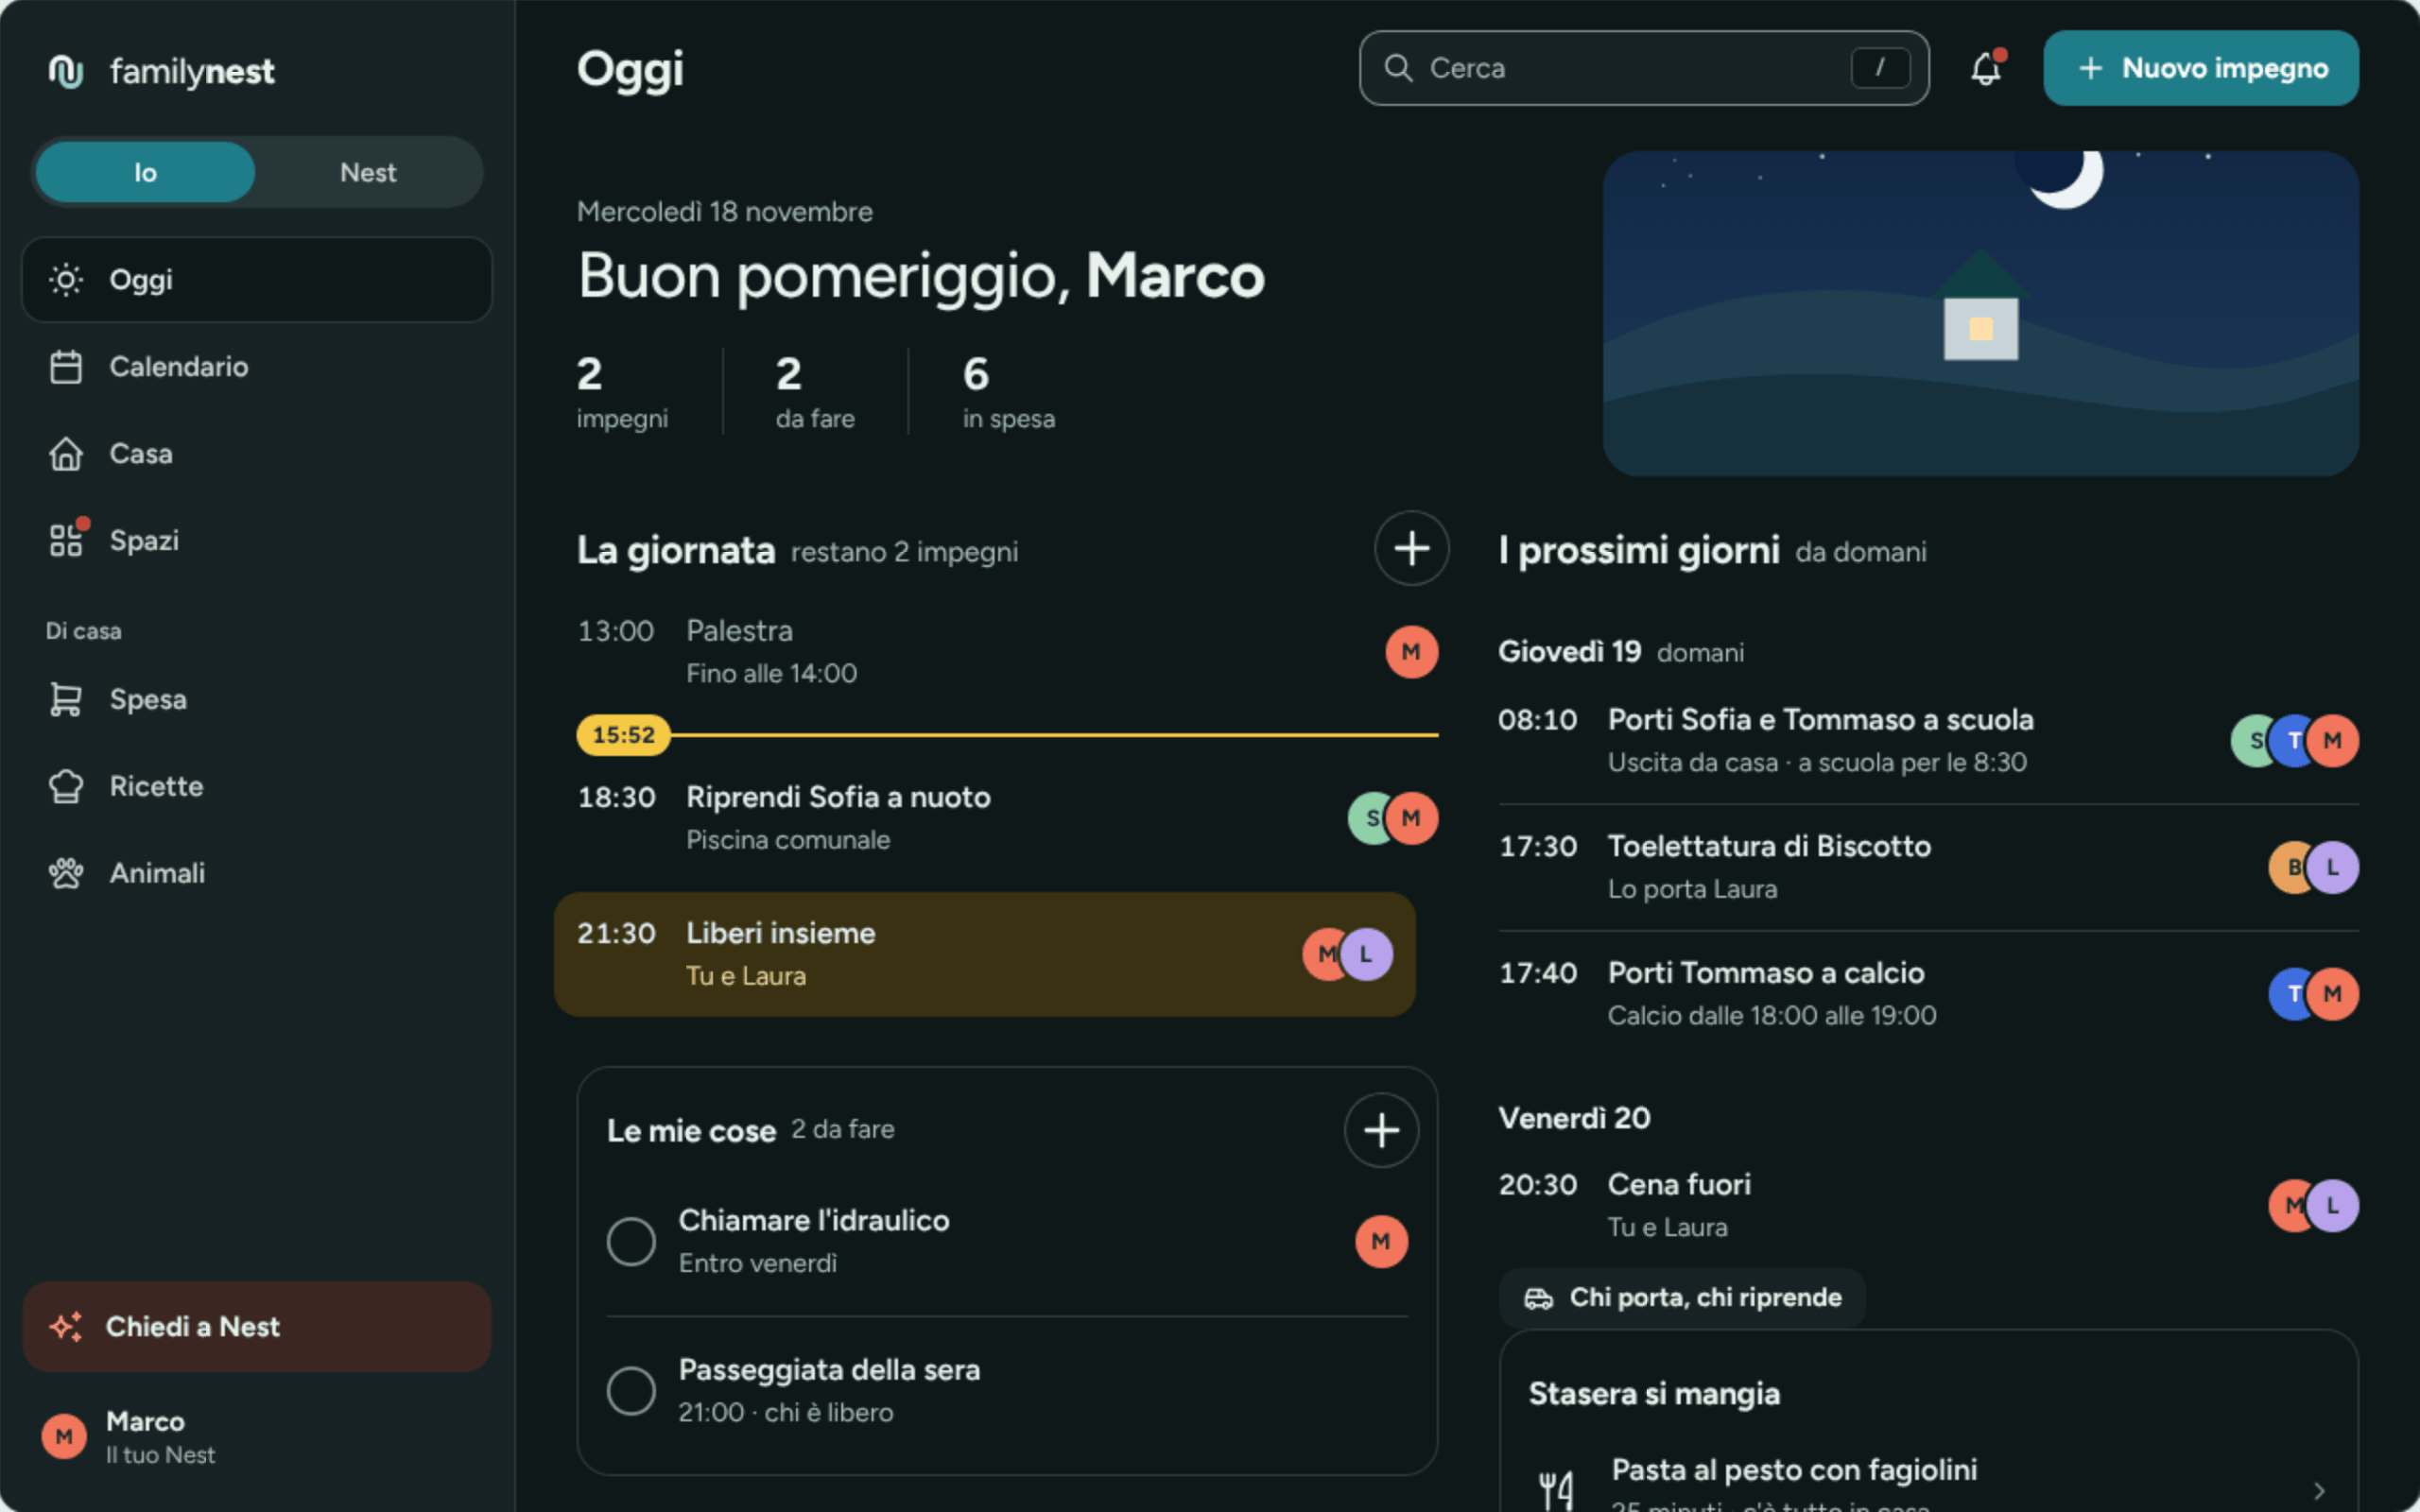 familynest
Io
Nest
Oggi
Calendario
Casa
Spazi
Di casa
Spesa
Ricette
Animali
Chiedi a Nest
M
Marco
Il tuo Nest
Oggi
Cerca
/
+ Nuovo impegno
Mercoledì 18 novembre
Buon pomeriggio, Marco
2
impegni
2
da fare
6
in spesa
La giornata restano 2 impegni
13:00 Palestra
Fino alle 14:00
M
15:52
18:30 Riprendi Sofia a nuoto
Piscina comunale
S M
21:30 Liberi insieme
Tu e Laura
M L
Le mie cose 2 da fare
Chiamare l'idraulico
Entro venerdì
M
Passeggiata della sera
21:00 · chi è libero
I prossimi giorni da domani
Giovedì 19 domani
08:10 Porti Sofia e Tommaso a scuola
Uscita da casa · a scuola per le 8:30
S T M
17:30 Toelettatura di Biscotto
Lo porta Laura
B L
17:40 Porti Tommaso a calcio
Calcio dalle 18:00 alle 19:00
T M
Venerdì 20
20:30 Cena fuori
Tu e Laura
M L
Chi porta, chi riprende
Stasera si mangia
Pasta al pesto con fagiolini
25 minuti · c'è tutto in casa